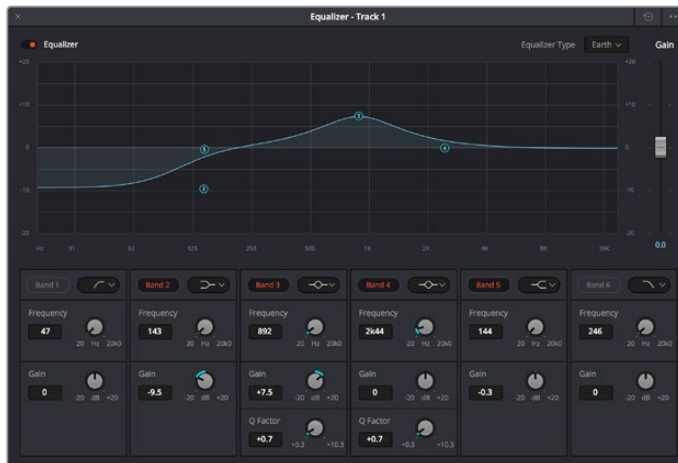 Equalizer - Track 1
Equalizer Equalizer Type Earth Gain
+20 +20
+10 +10
0 0
-10 -10
-20 -20
Hz 31 62 125 250 500 1K 2K 4K 8K 16K 0.0
5
2
3
4
Band 1 Band 2 Band 3 Band 4 Band 5 Band 6
Frequency Frequency Frequency Frequency Frequency Frequency
47 143 892 2k44 144 246
20 Hz 20k0 20 Hz 20k0 20 Hz 20k0 20 Hz 20k0 20 Hz 20k0 20 Hz 20k0
Gain Gain Gain Gain Gain Gain
0 -9.5 +7.5 0 -0.3 0
-20 dB +20 -20 dB +20 -20 dB +20 -20 dB +20 -20 dB +20 -20 dB +20
Q Factor Q Factor
+0.7 +0.7
+0.3 +10.3 +0.3 +10.3